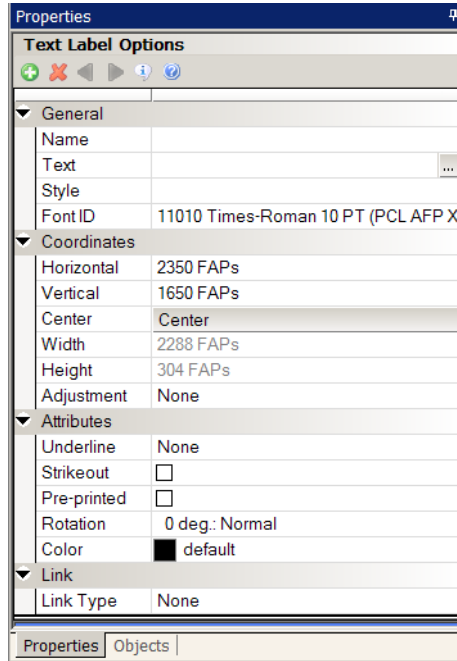 Properties
Text Label Options
General
Name
Text ...
Style
Font ID 11010 Times-Roman 10 PT (PCL AFP X
Coordinates
Horizontal 2350 FAPs
Vertical 1650 FAPs
Center Center
Width 2288 FAPs
Height 304 FAPs
Adjustment None
Attributes
Underline None
Strikeout
Pre-printed
Rotation 0 deg.: Normal
Color default
Link
Link Type None
Properties Objects